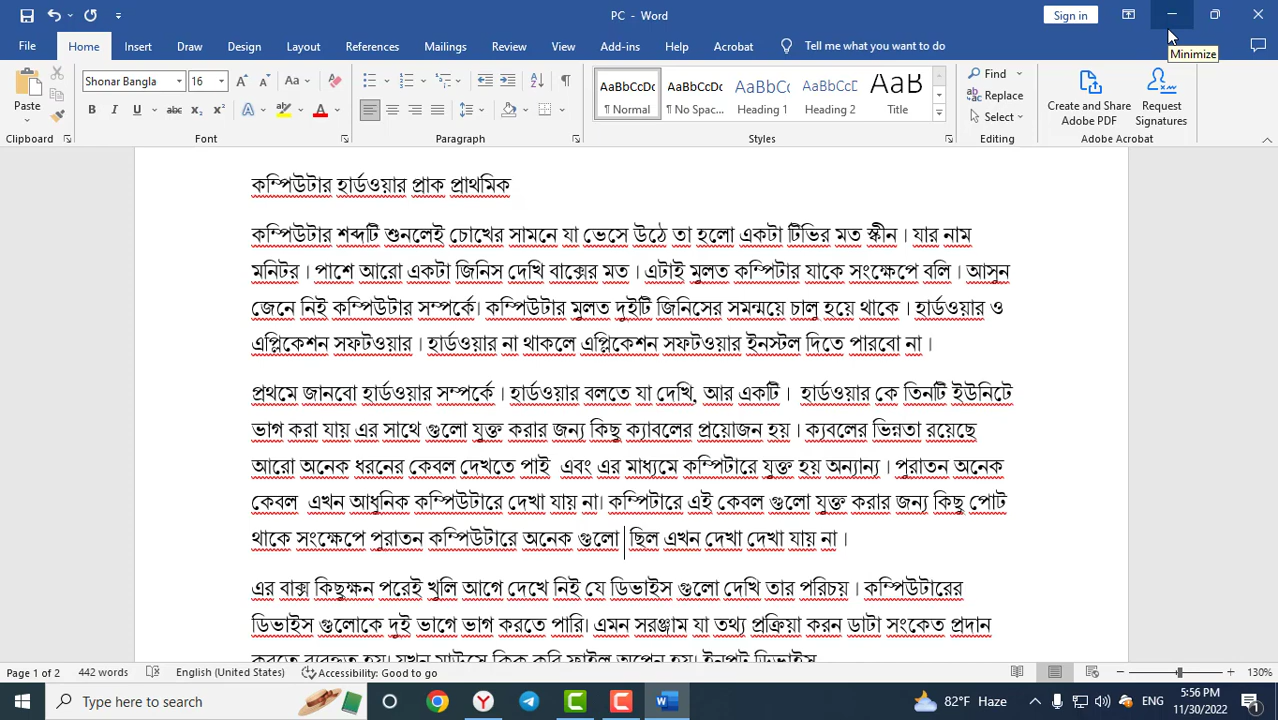 PC - Word
Sign in
Minimize
File Home Insert Draw Design Layout References Mailings Review View Add-ins Help Acrobat Tell me what you want to do
Paste
Clipboard
Shonar Bangla 16
Font
Paragraph
AaBbCcDc AaBbCcDc AaBbCc AaBbCcD AaBb
¶ Normal ¶ No Spac... Heading 1 Heading 2 Title
Styles
Find
Replace
Select
Editing
Create and Share Adobe PDF
Request Signatures
Adobe Acrobat
কম্পিউটার হার্ডওয়ার প্রাক প্রাথমিক
কম্পিউটার শব্দটি শুনলেই চোখের সামনে যা ভেসে উঠে তা হলো একটা টিভির মত স্কীন। যার নাম
মনিটর। পাশে আরো একটা জিনিস দেখি বাক্সের মত। এটাই মুলত কম্পিটার যাকে সংক্ষেপে বলি। আসুন
জেনে নিই কম্পিউটার সম্পর্কে। কম্পিউটার মুলত দুইটি জিনিসের সমন্ময়ে চালু হয়ে থাকে। হার্ডওয়ার ও
এপ্লিকেশন সফটওয়ার। হার্ডওয়ার না থাকলে এপ্লিকেশন সফটওয়ার ইনস্টল দিতে পারবো না।
প্রথমে জানবো হার্ডওয়ার সম্পর্কে। হার্ডওয়ার বলতে যা দেখি, আর একটি। হার্ডওয়ার কে তিনটি ইউনিটে
ভাগ করা যায় এর সাথে গুলো যুক্ত করার জন্য কিছু ক্যাবলের প্রয়োজন হয়। ক্যবলের ভিন্নতা রয়েছে
আরো অনেক ধরনের কেবল দেখতে পাই এবং এর মাধ্যমে কম্পিটারে যুক্ত হয় অন্যান্য। পুরাতন অনেক
কেবল এখন আধুনিক কম্পিউটারে দেখা যায় না। কম্পিটারে এই কেবল গুলো যুক্ত করার জন্য কিছু পোট
থাকে সংক্ষেপে পুরাতন কম্পিউটারে অনেক গুলো ছিল এখন দেখা দেখা যায় না।
এর বাক্স কিছুক্ষন পরেই খুলি আগে দেখে নিই যে ডিভাইস গুলো দেখি তার পরিচয়। কম্পিউটারের
ডিভাইস গুলোকে দুই ভাগে ভাগ করতে পারি। এমন সরঞ্জাম যা তথ্য প্রক্রিয়া করন ডাটা সংকেত প্রদান
Page 1 of 2 442 words English (United States) Accessibility: Good to go 130%
Type here to search
82°F Haze
ENG
5:56 PM
11/30/2022